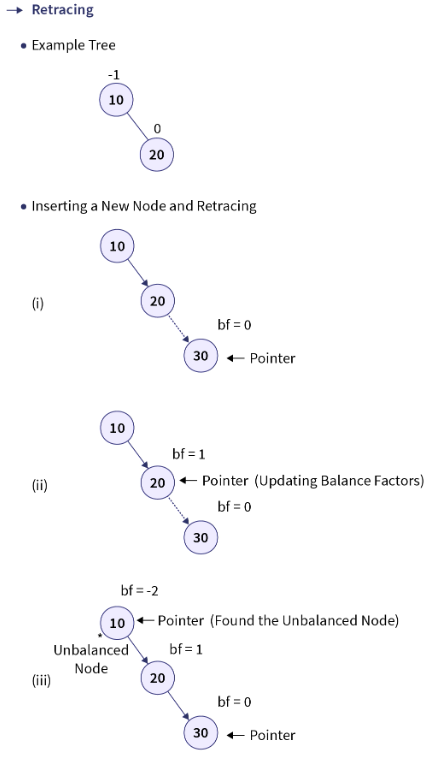 → Retracing
• Example Tree
-1
10
0
20
• Inserting a New Node and Retracing
10
(i)
20
bf = 0
30 ← Pointer
10
bf = 1
(ii)
20 ← Pointer (Updating Balance Factors)
bf = 0
30
bf = -2
10 ← Pointer (Found the Unbalanced Node)
*
Unbalanced
Node
bf = 1
(iii)
20
bf = 0
30 ← Pointer